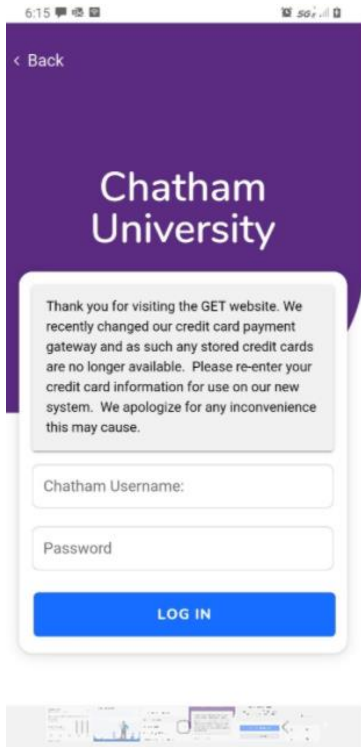 6:15
5G
< Back
Chatham
University
Thank you for visiting the GET website. We
recently changed our credit card payment
gateway and as such any stored credit cards
are no longer available. Please re-enter your
credit card information for use on our new
system. We apologize for any inconvenience
this may cause.
Chatham Username:
Password
LOG IN